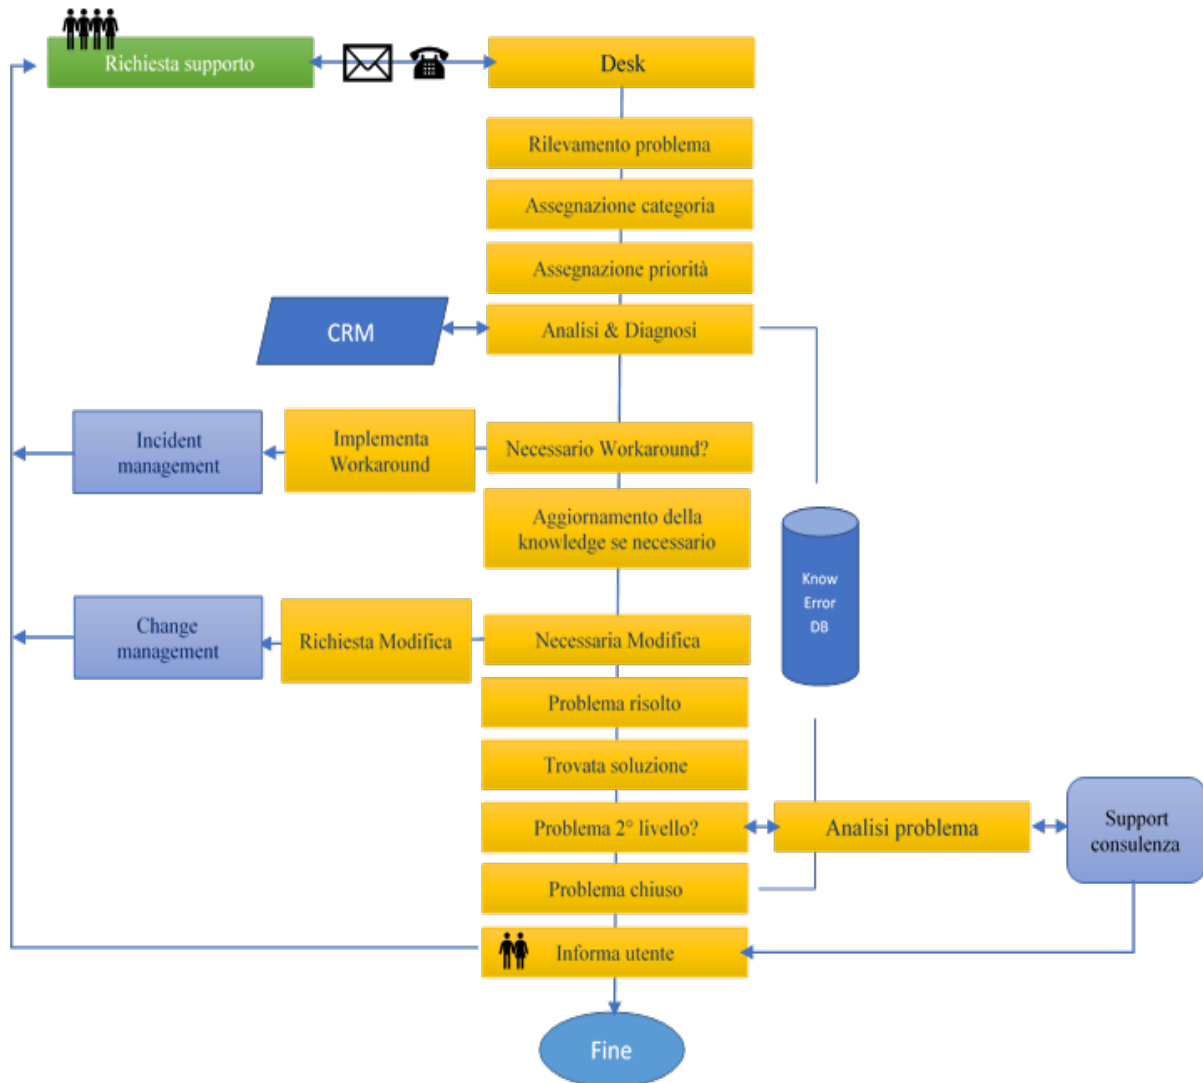 Richiesta supporto
Desk
Rilevamento problema
Assegnazione categoria
Assegnazione priorità
CRM
Analisi & Diagnosi
Incident
management
Implementa
Workaround
Necessario Workaround?
Aggiornamento della
knowledge se necessario
Know
Error
DB
Change
management
Richiesta Modifica
Necessaria Modifica
Problema risolto
Trovata soluzione
Problema 2° livello?
Analisi problema
Support
consulenza
Problema chiuso
Informa utente
Fine